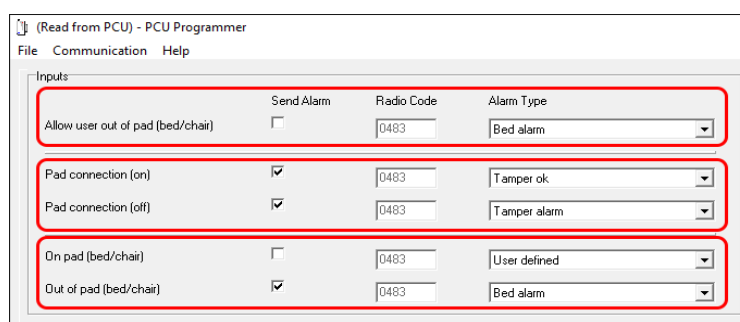 (Read from PCU) - PCU Programmer
File Communication Help
Inputs
Send Alarm Radio Code Alarm Type
Allow user out of pad (bed/chair) 0483 Bed alarm
Pad connection (on) 0483 Tamper ok
Pad connection (off) 0483 Tamper alarm
On pad (bed/chair) 0483 User defined
Out of pad (bed/chair) 0483 Bed alarm